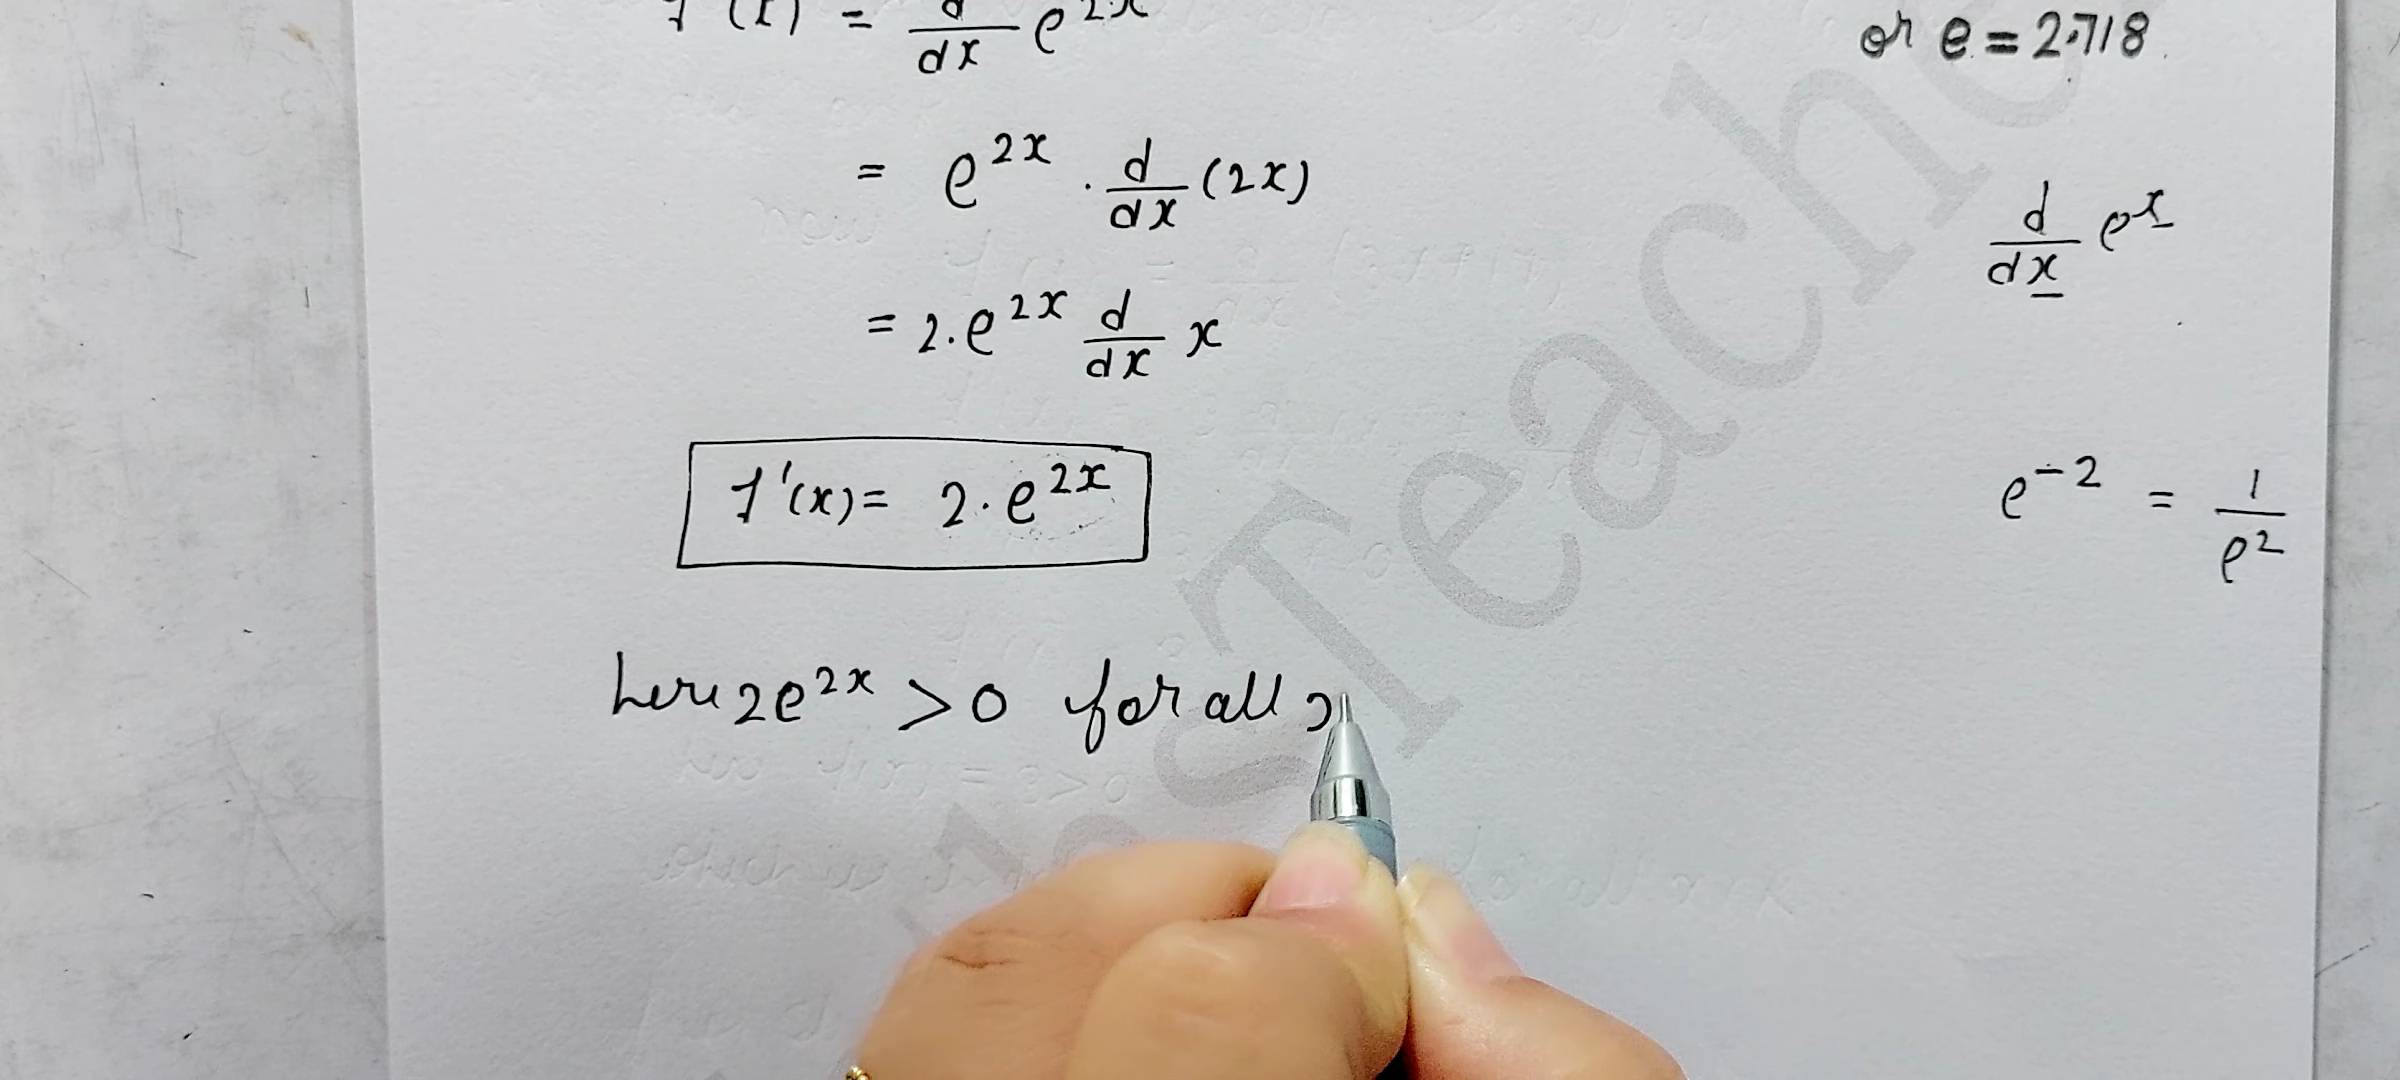 f'(x) = d/dx e^2x
or e = 2.718
= e^2x . d/dx (2x)
d/dx e^x
= 2.e^2x d/dx x
f'(x) = 2.e^2x
e^-2 = 1/e^2
here 2e^2x > 0 for all
Teache